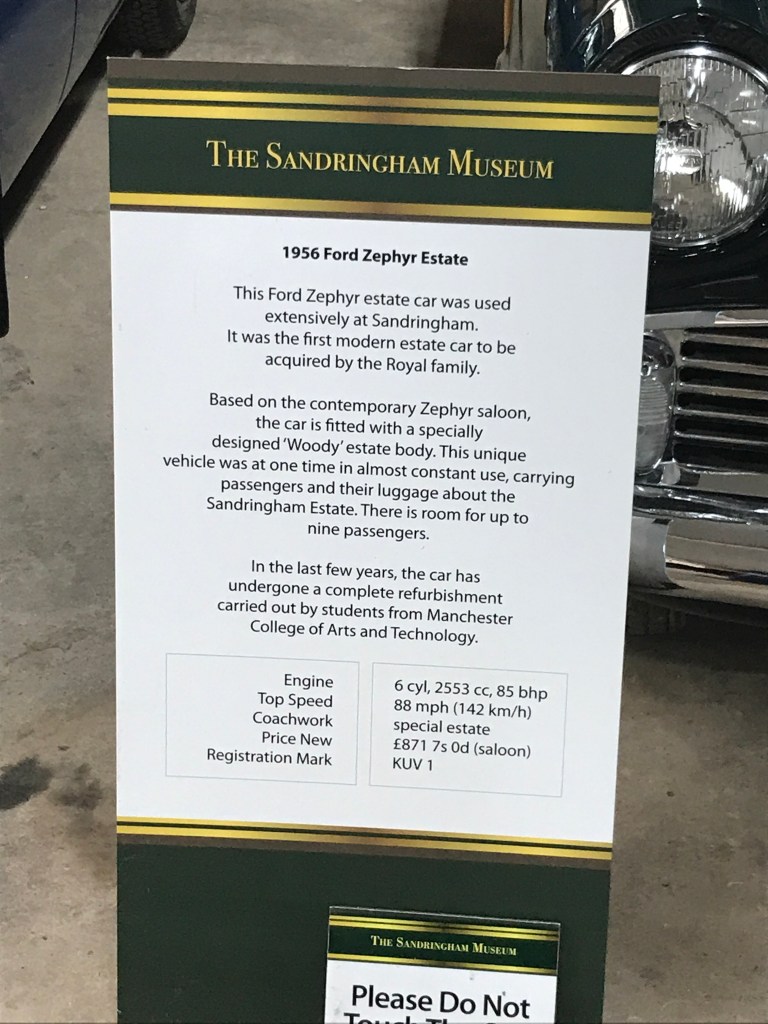 THE SANDRINGHAM MUSEUM
1956 Ford Zephyr Estate
This Ford Zephyr estate car was used
extensively at Sandringham.
It was the first modern estate car to be
acquired by the Royal family.
Based on the contemporary Zephyr saloon,
the car is fitted with a specially
designed 'Woody' estate body. This unique
vehicle was at one time in almost constant use, carrying
passengers and their luggage about the
Sandringham Estate. There is room for up to
nine passengers.
In the last few years, the car has
undergone a complete refurbishment
carried out by students from Manchester
College of Arts and Technology.
Engine 6 cyl, 2553 cc, 85 bhp
Top Speed 88 mph (142 km/h)
Coachwork special estate
Price New £871 7s 0d (saloon)
Registration Mark KUV 1
THE SANDRINGHAM MUSEUM
Please Do Not
Touch The